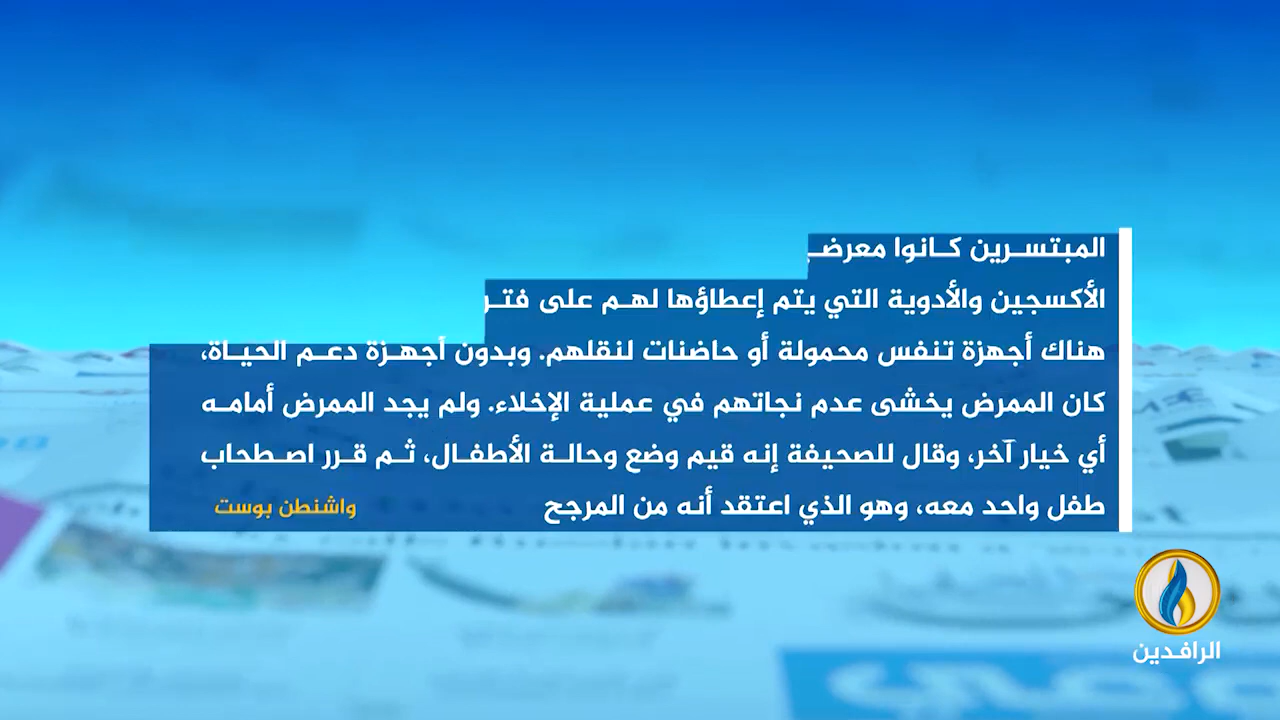 المبتسرين كانوا
الأكسجين والأدوية التي يتم إعطاؤها لهم على
هناك أجهزة تنفس محمولة أو حاضنات لنقلهم. وبدون أجهزة دعم الحياة،
كان الممرض يخشى عدم نجاتهم في عملية الإخلاء. ولم يجد الممرض أمامه
أي خيار آخر، وقال للصحيفة إنه قيم وضع وحالة الأطفال، ثم قرر اصطحاب
طفل واحد معه، وهو الذي اعتقد أنه من المرجح
واشنطن بوست
الرافدين